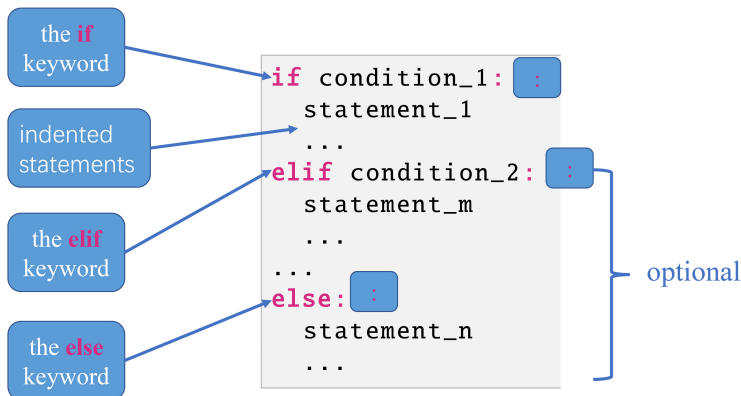 the if
keyword
indented
statements
the elif
keyword
the else
keyword
if condition_1: :
statement_1
...
elif condition_2: :
statement_m
...
...
else: :
statement_n
...
optional